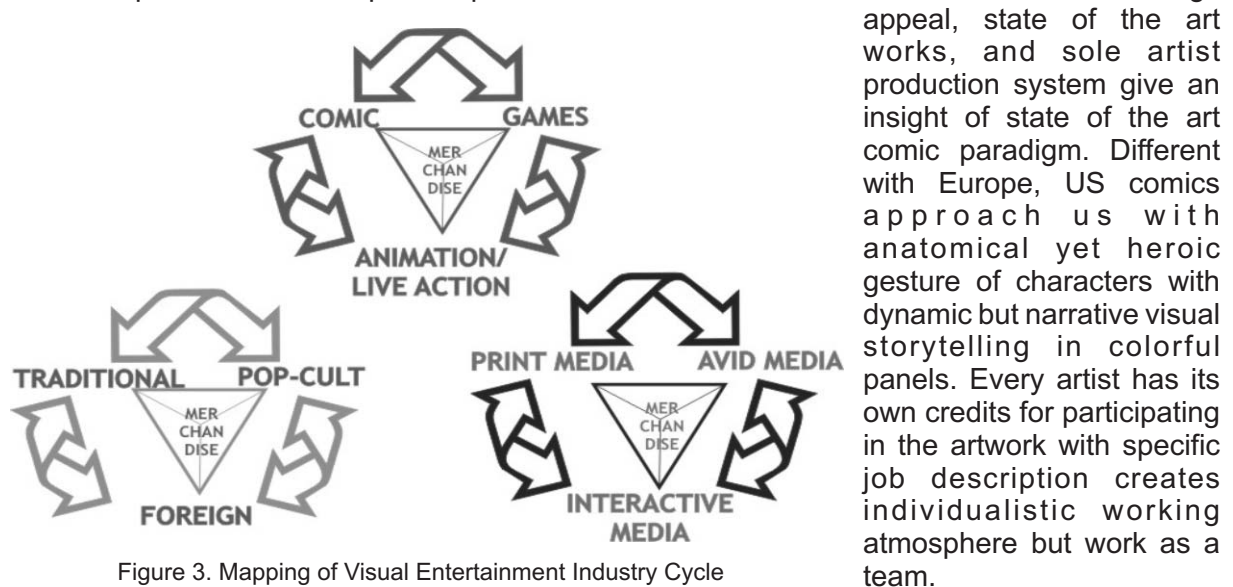 COMIC
GAMES
MER
CHAN
DISE
ANIMATION/
LIVE ACTION
TRADITIONAL
POP-CULT
MER
CHAN
DISE
FOREIGN
PRINT MEDIA
AVID MEDIA
MER
CHAN
DISE
INTERACTIVE
MEDIA
Figure 3. Mapping of Visual Entertainment Industry Cycle
appeal, state of the art
works, and sole artist
production system give an
insight of state of the art
comic paradigm. Different
with Europe, US comics
approach us with
anatomical yet heroic
gesture of characters with
dynamic but narrative visual
storytelling in colorful
panels. Every artist has its
own credits for participating
in the artwork with specific
job description creates
individualistic working
atmosphere but work as a
team.